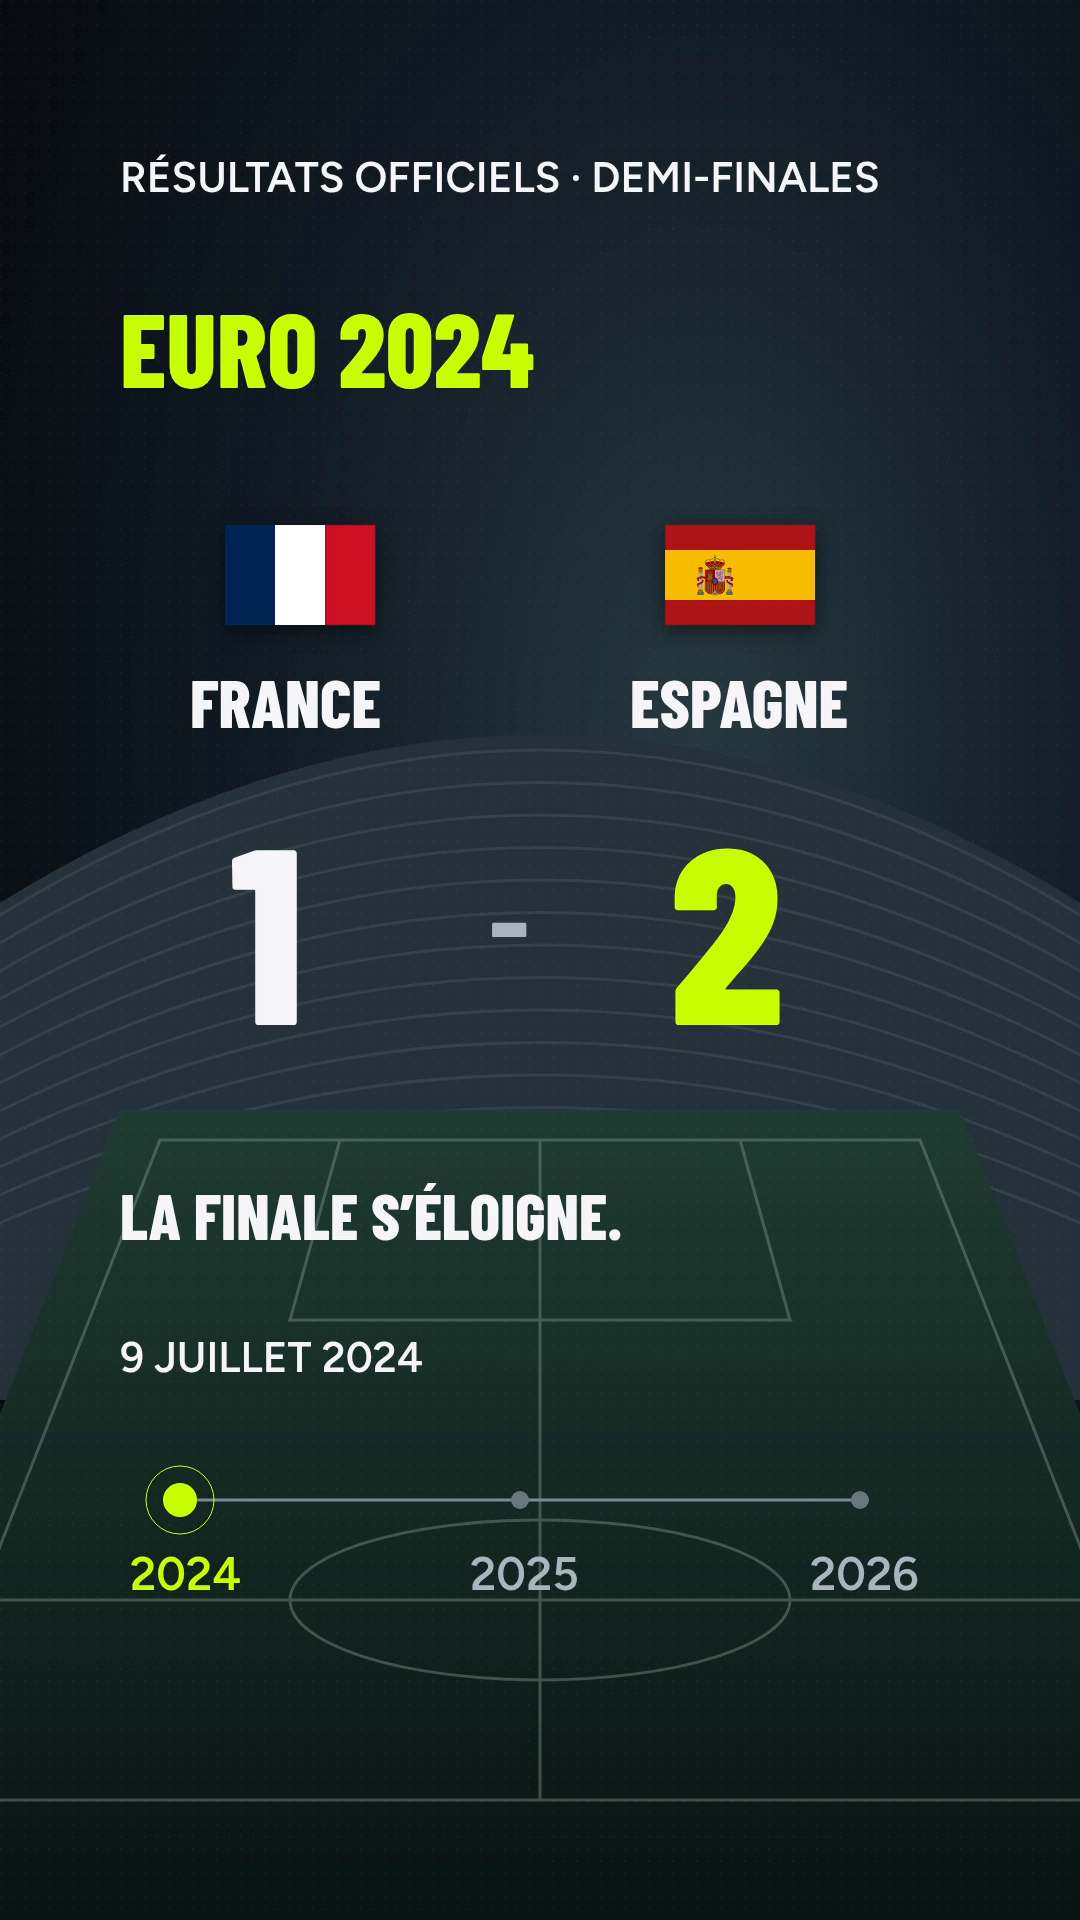 RÉSULTATS OFFICIELS · DEMI-FINALES
EURO 2024
FRANCE ESPAGNE
1 - 2
LA FINALE S’ÉLOIGNE.
9 JUILLET 2024
2024 2025 2026